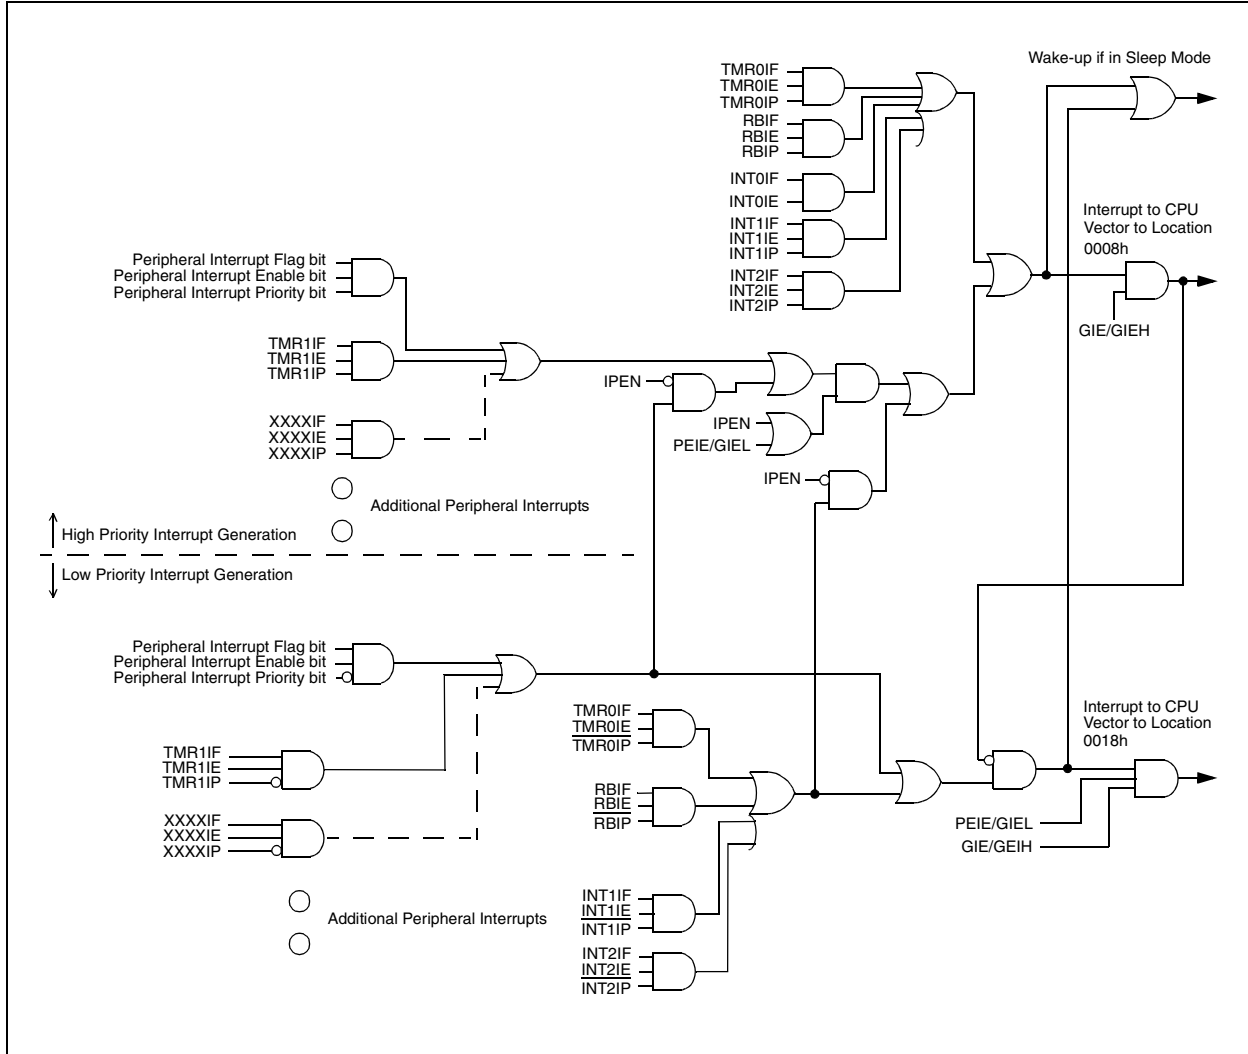 Wake-up if in Sleep Mode
TMR0IF
TMR0IE
TMR0IP
RBIF
RBIE
RBIP
INT0IF
INT0IE
INT1IF
INT1IE
INT1IP
INT2IF
INT2IE
INT2IP
Interrupt to CPU
Vector to Location
0008h
GIE/GIEH
Peripheral Interrupt Flag bit
Peripheral Interrupt Enable bit
Peripheral Interrupt Priority bit
TMR1IF
TMR1IE
TMR1IP
XXXXIF
XXXXIE
XXXXIP
IPEN
IPEN
PEIE/GIEL
IPEN
Additional Peripheral Interrupts
High Priority Interrupt Generation
Low Priority Interrupt Generation
Peripheral Interrupt Flag bit
Peripheral Interrupt Enable bit
Peripheral Interrupt Priority bit
TMR1IF
TMR1IE
TMR1IP
XXXXIF
XXXXIE
XXXXIP
Additional Peripheral Interrupts
TMR0IF
TMR0IE
TMR0IP
RBIF
RBIE
RBIP
INT1IF
INT1IE
INT1IP
INT2IF
INT2IE
INT2IP
Interrupt to CPU
Vector to Location
0018h
PEIE/GIEL
GIE/GEIH